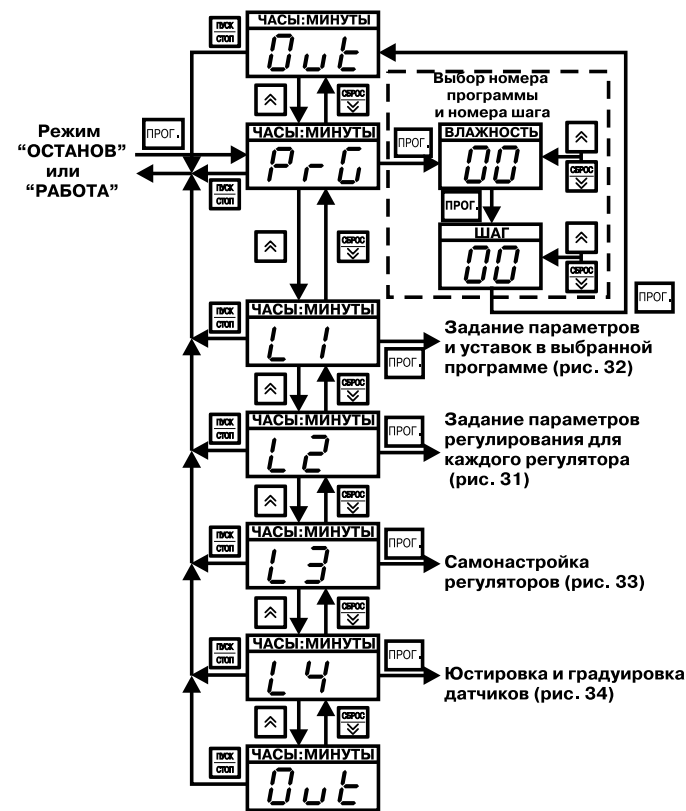 ЧАСЫ:МИНУТЫ
ПУСК
СТОП
Out
Выбор номера
программы
и номера шага
СБРОС
Режим
“ОСТАНОВ”
или
“РАБОТА”
ПРОГ.
ЧАСЫ:МИНУТЫ
PrG
ПРОГ.
ВЛАЖНОСТЬ
00
СБРОС
ПУСК
СТОП
ПРОГ.
ШАГ
00
СБРОС
СБРОС
ПРОГ.
ПУСК
СТОП
ЧАСЫ:МИНУТЫ
L1
ПРОГ.
Задание параметров
и уставок в выбранной
программе (рис. 32)
СБРОС
ПУСК
СТОП
ЧАСЫ:МИНУТЫ
L2
ПРОГ.
Задание параметров
регулирования для
каждого регулятора
(рис. 31)
СБРОС
ПУСК
СТОП
ЧАСЫ:МИНУТЫ
L3
ПРОГ.
Самонастройка
регуляторов (рис. 33)
СБРОС
ПУСК
СТОП
ЧАСЫ:МИНУТЫ
L4
ПРОГ.
Юстировка и градуировка
датчиков (рис. 34)
СБРОС
ПУСК
СТОП
ЧАСЫ:МИНУТЫ
Out